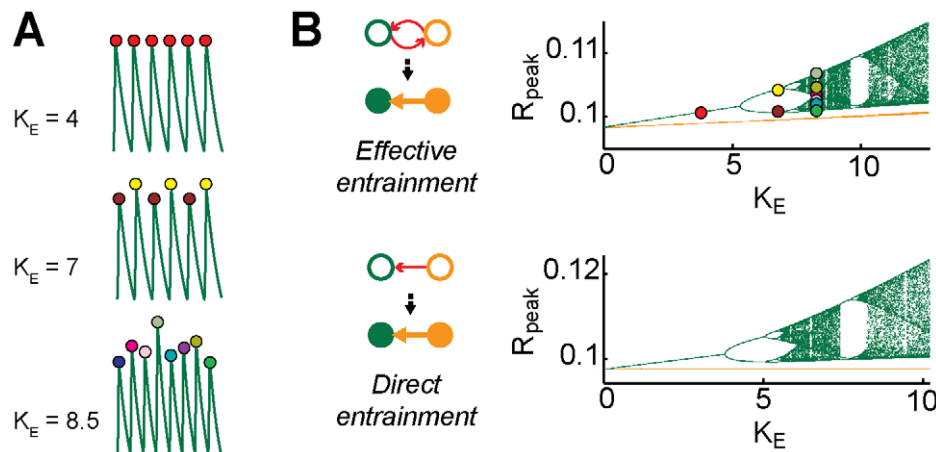 A
K_E = 4
K_E = 7
K_E = 8.5
B
Effective
entrainment
R_peak
0.111
0.1
0
5
10
K_E
Direct
entrainment
R_peak
0.12
0.1
0
5
10
K_E